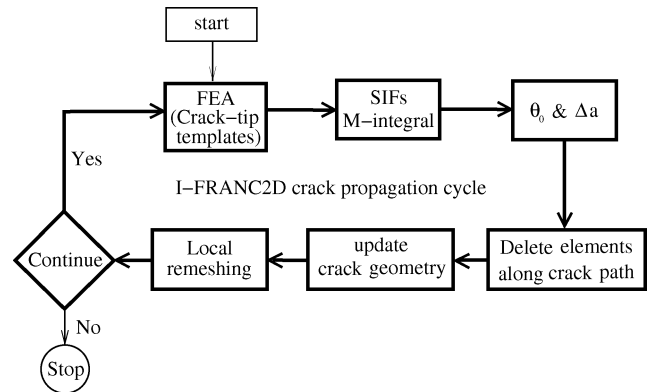 start
FEA
(Crack−tip
templates)
SIFs
M−integral
θ₀ & Δa
Yes
I−FRANC2D crack propagation cycle
Continue
Local
remeshing
update
crack geometry
Delete elements
along crack path
No
Stop